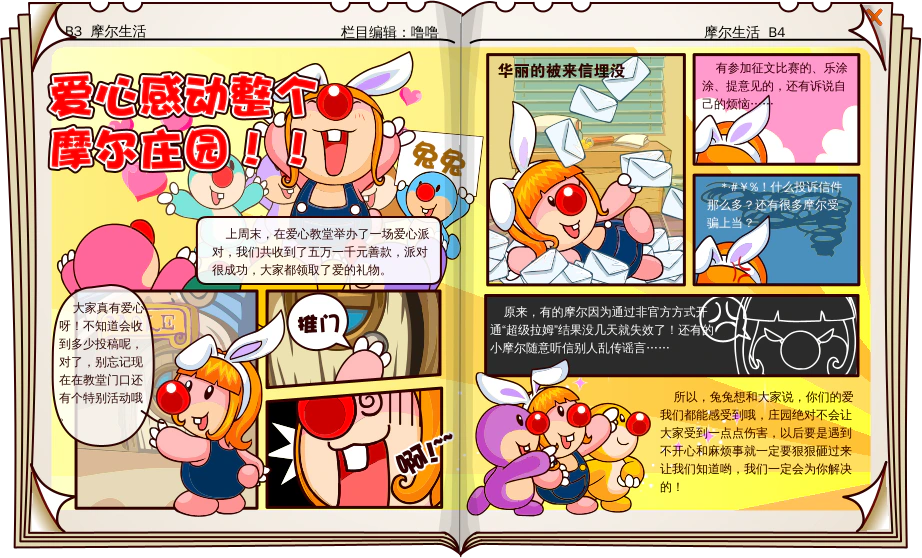 B3 摩尔生活
栏目编辑：噜噜
爱心感动整个
摩尔庄园！！
兔兔
上周末，在爱心教堂举办了一场爱心派
对，我们共收到了五万一千元善款，派对
很成功，大家都领取了爱的礼物。
大家真有爱心
呀！不知道会收
到多少投稿呢，
对了，别忘记现
在在教堂门口还
有个特别活动哦
推门
啊！~~
摩尔生活 B4
华丽的被来信埋没
有参加征文比赛的、乐涂
涂、提意见的，还有诉说自
己的烦恼……
*·#￥%！什么投诉信件
那么多？还有很多摩尔受
骗上当？
原来，有的摩尔因为通过非官方方式开
通“超级拉姆”结果没几天就失效了！还有的
小摩尔随意听信别人乱传谣言……
所以，兔兔想和大家说，你们的爱
我们都能感受到哦，庄园绝对不会让
大家受到一点点伤害，以后要是遇到
不开心和麻烦事就一定要狠狠砸过来
让我们知道哟，我们一定会为你解决
的！